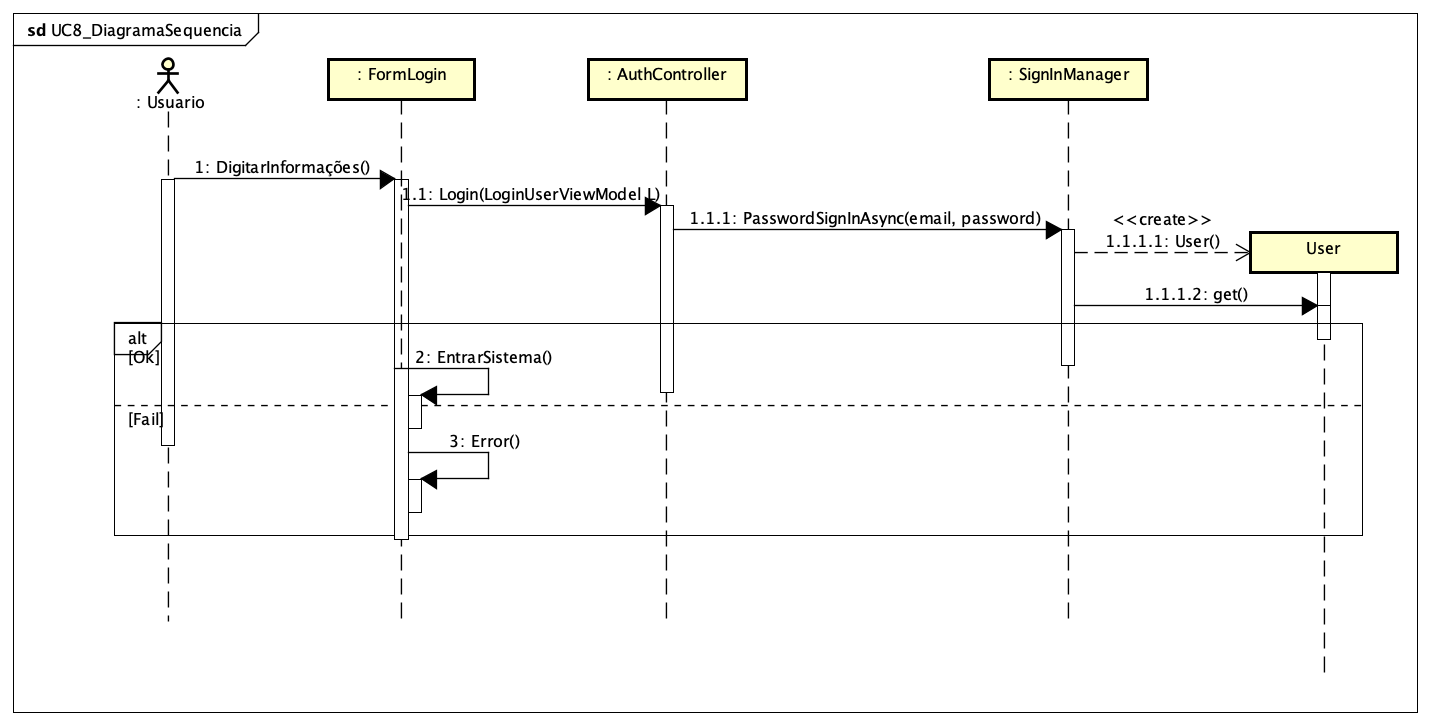 sd UC8_DiagramaSequencia
: Usuario
: FormLogin
: AuthController
: SignInManager
1: DigitarInformações()
1.1: Login(LoginUserViewModel L)
1.1.1: PasswordSignInAsync(email, password)
<<create>>
1.1.1.1: User()
User
1.1.1.2: get()
alt
[Ok]
2: EntrarSistema()
[Fail]
3: Error()